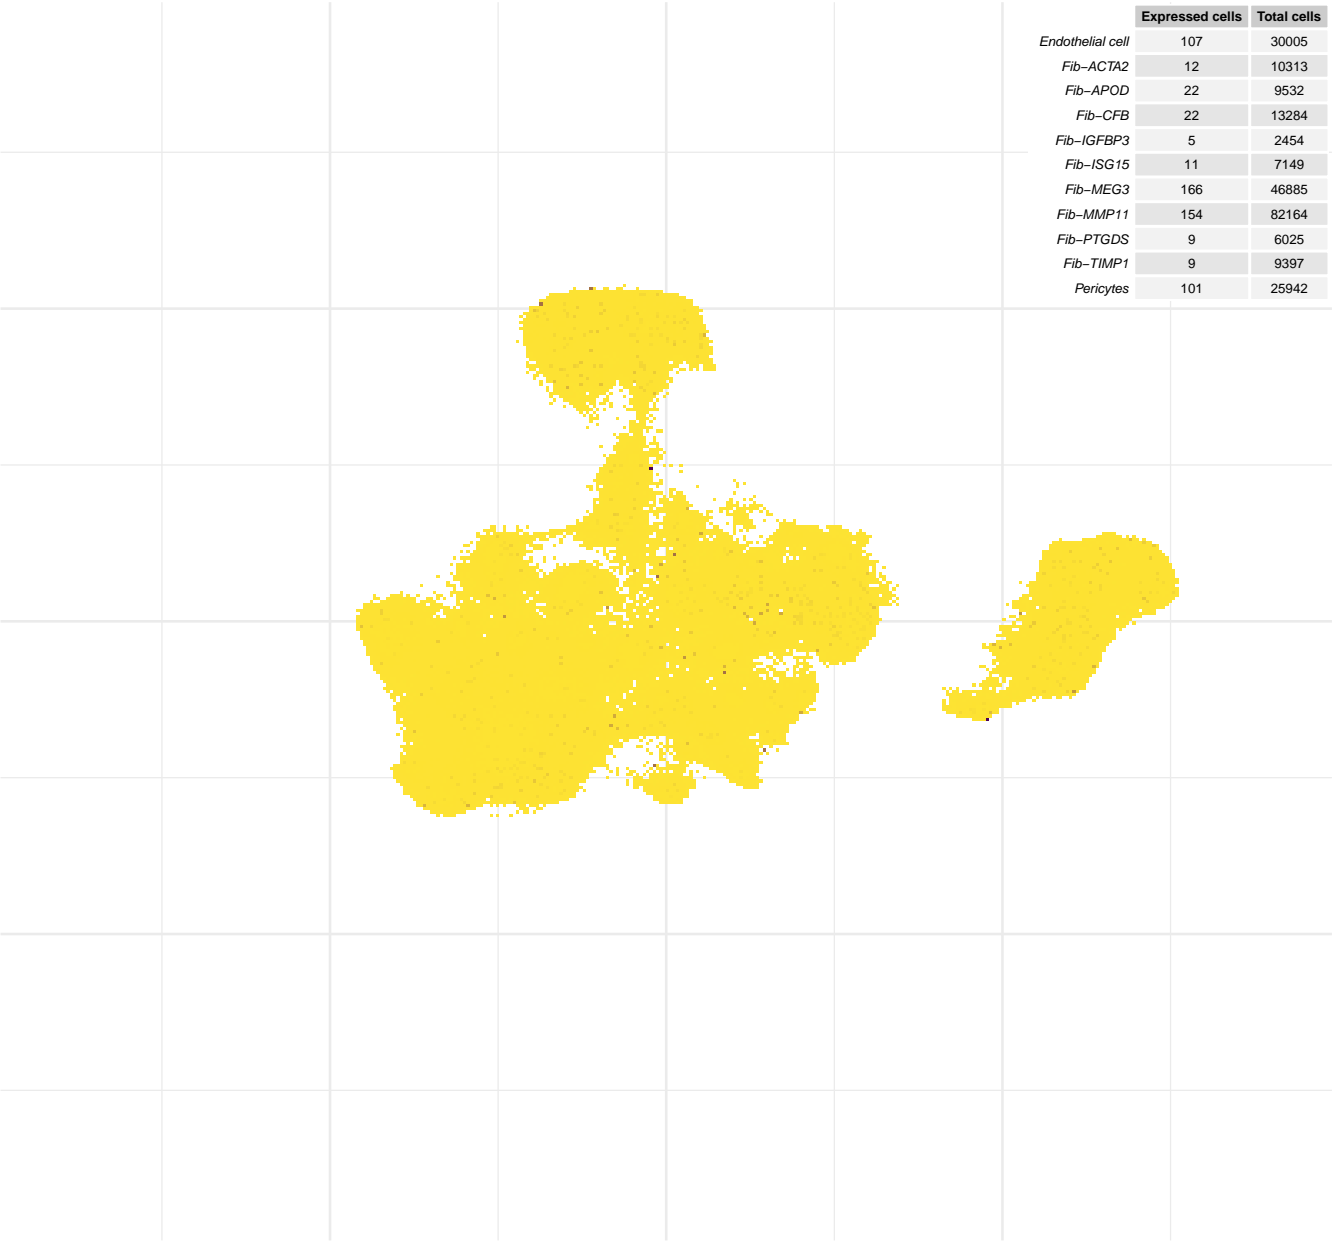 Expressed cells Total cells
Endothelial cell 107 30005
Fib−ACTA2 12 10313
Fib−APOD 22 9532
Fib−CFB 22 13284
Fib−IGFBP3 5 2454
Fib−ISG15 11 7149
Fib−MEG3 166 46885
Fib−MMP11 154 82164
Fib−PTGDS 9 6025
Fib−TIMP1 9 9397
Pericytes 101 25942